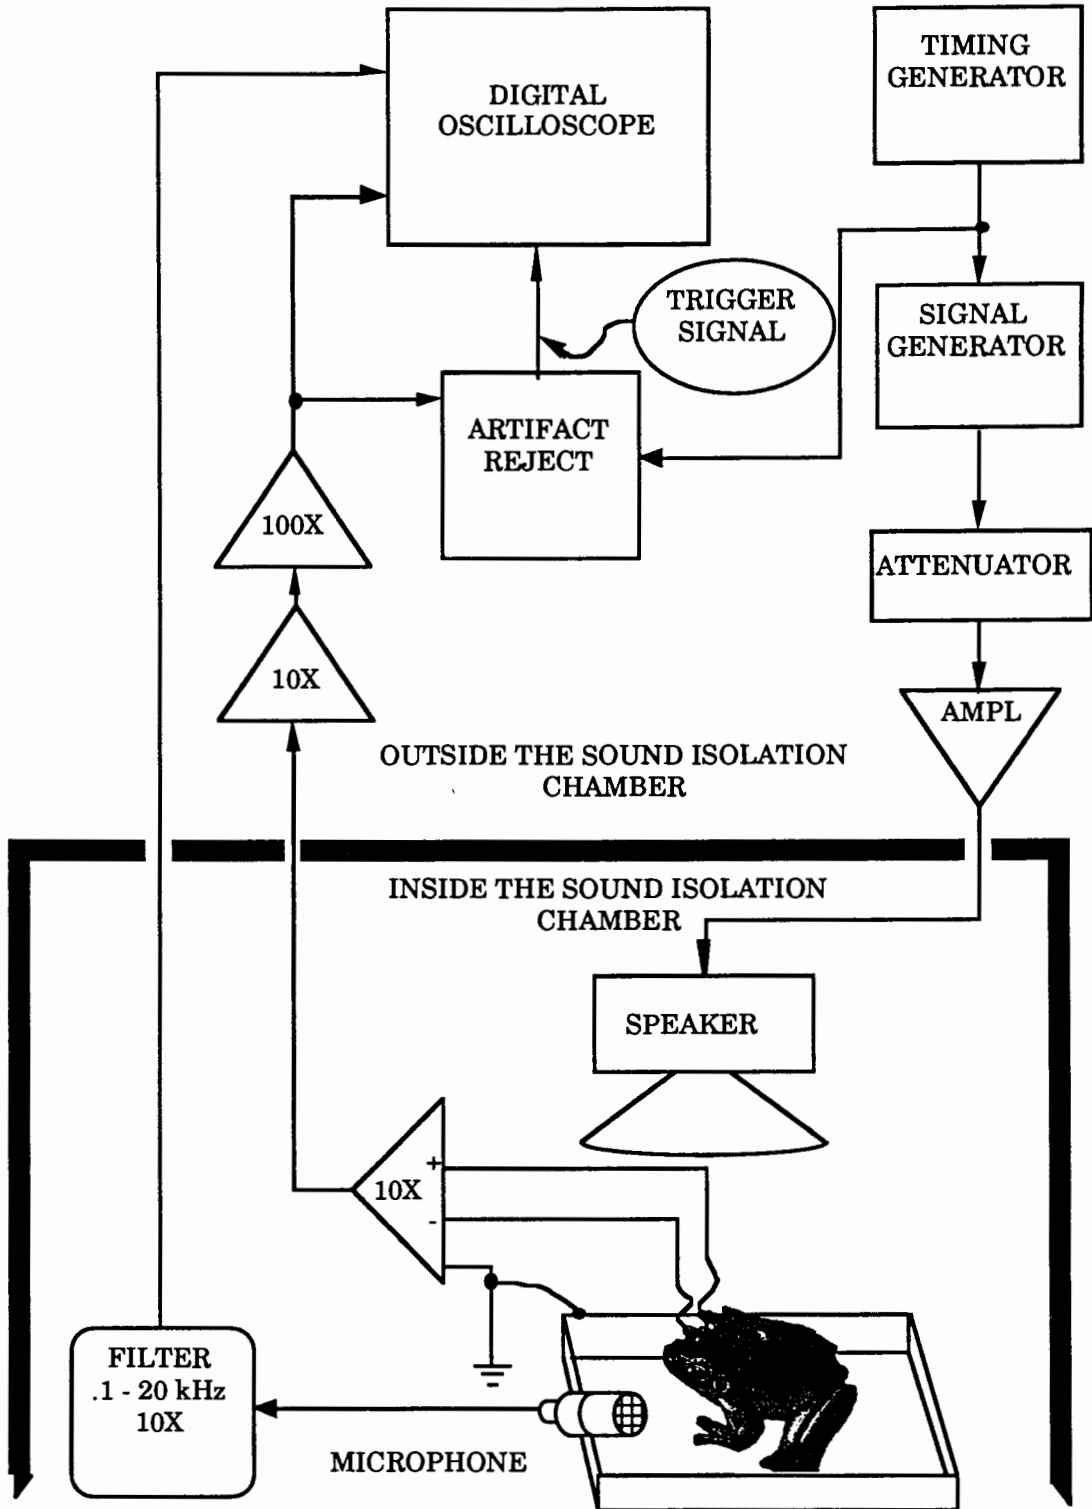 TIMING
GENERATOR
DIGITAL
OSCILLOSCOPE
TRIGGER
SIGNAL
SIGNAL
GENERATOR
ARTIFACT
REJECT
100X
ATTENUATOR
10X
AMPL
OUTSIDE THE SOUND ISOLATION
CHAMBER
INSIDE THE SOUND ISOLATION
CHAMBER
SPEAKER
+
10X
-
FILTER
.1 - 20 kHz
10X
MICROPHONE